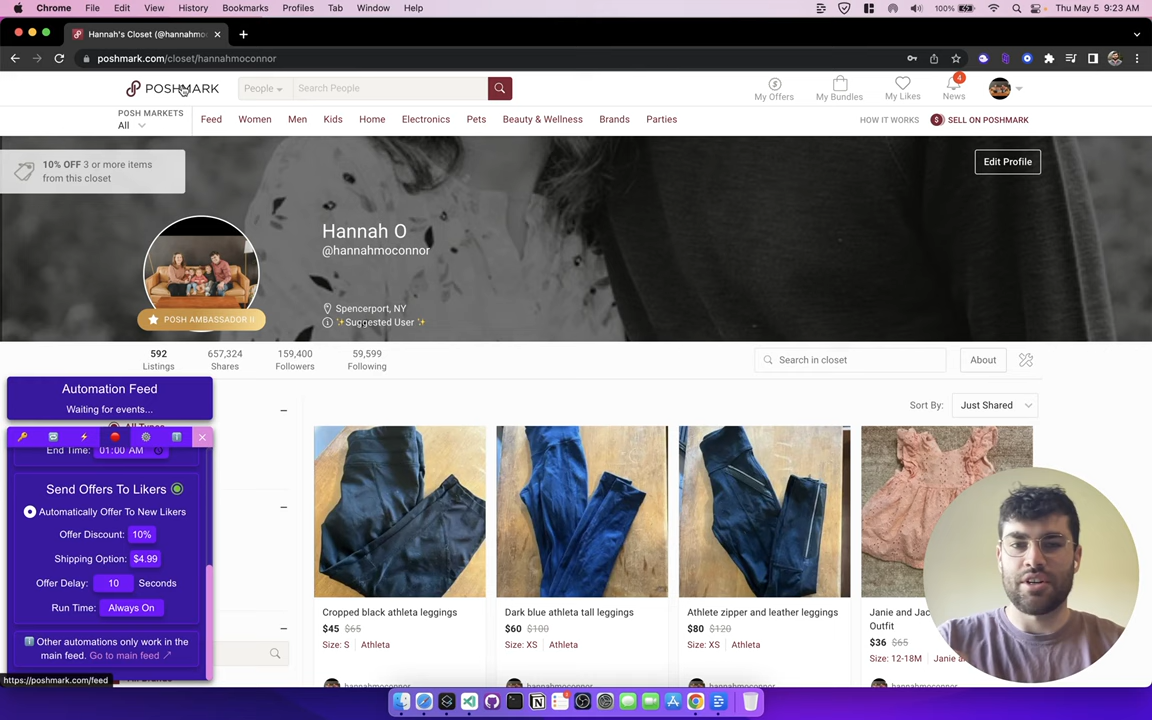 Chrome File Edit View History Bookmarks Profiles Tab Window Help 100% Thu May 5 9:23 AM
Hannah's Closet (@hannahmo
poshmark.com/closet/hannahmoconnor
POSHMARK People Search People My Offers My Bundles My Likes 4 News
POSH MARKETS
All
Feed Women Men Kids Home Electronics Pets Beauty & Wellness Brands Parties HOW IT WORKS SELL ON POSHMARK
10% OFF 3 or more items
from this closet
Edit Profile
Hannah O
@hannahmoconnor
POSH AMBASSADOR II
Spencerport, NY
✨Suggested User ✨
592 657,324 159,400 59,599
Listings Shares Followers Following
Search in closet About
Sort By: Just Shared
Automation Feed
Waiting for events...
All Types
End Time: 01:00 AM
Send Offers To Likers
Automatically Offer To New Likers
Offer Discount: 10%
Shipping Option: $4.99
Offer Delay: 10 Seconds
Run Time: Always On
Other automations only work in the
main feed. Go to main feed ↗
https://poshmark.com/feed
Cropped black athleta leggings
$45 $65
Size: S Athleta
hannahmoconnor
Dark blue athleta tall leggings
$60 $100
Size: XS Athleta
hannahmoconnor
Athlete zipper and leather leggings
$80 $120
Size: XS Athleta
hannahmoconnor
Janie and Jac
Outfit
$36 $65
Size: 12-18M Janie a